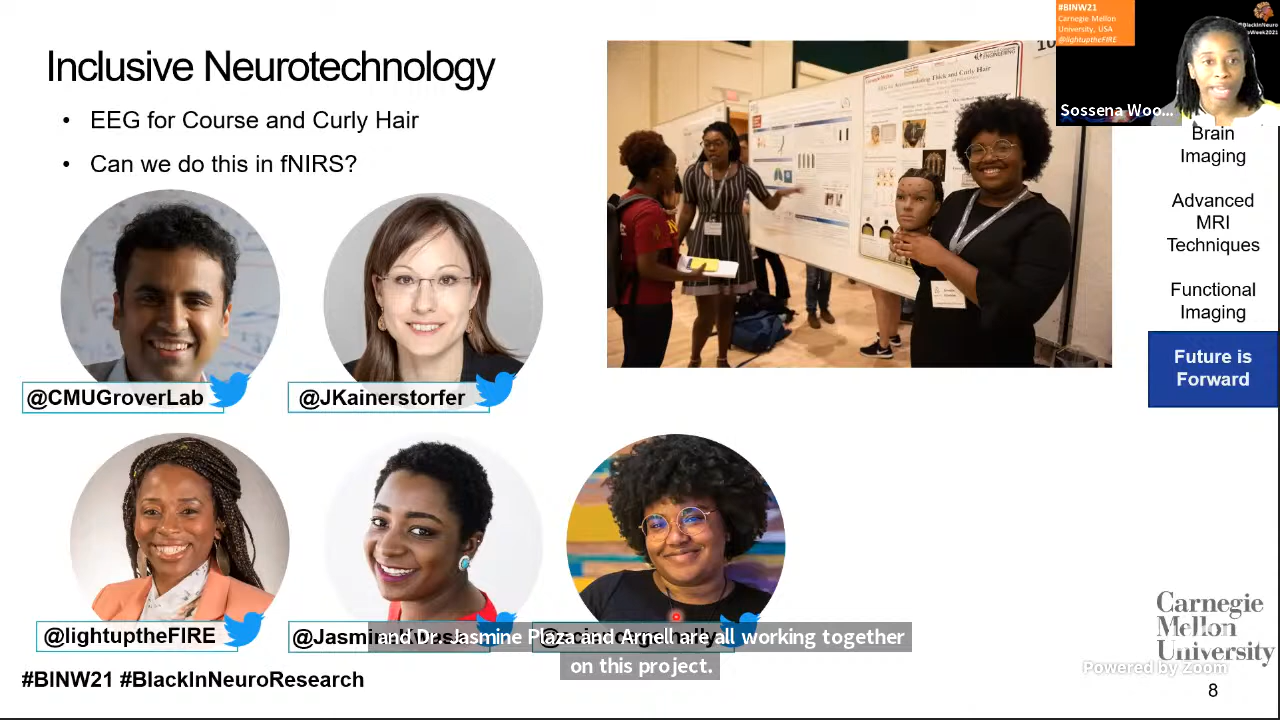 Inclusive Neurotechnology
• EEG for Course and Curly Hair
• Can we do this in fNIRS?
@CMUGroverLab
@JKainerstorfer
@lightuptheFIRE
and Dr. Jasmine Plaza and Arnell are all working together
on this project.
#BINW21 #BlackInNeuroResearch
#BINW21
Carnegie Mellon
University, USA
@lightuptheFIRE
Sossena Woo...
Brain
Imaging
Advanced
MRI
Techniques
Functional
Imaging
Future is
Forward
Carnegie
Mellon
University
Powered by Zoom
8